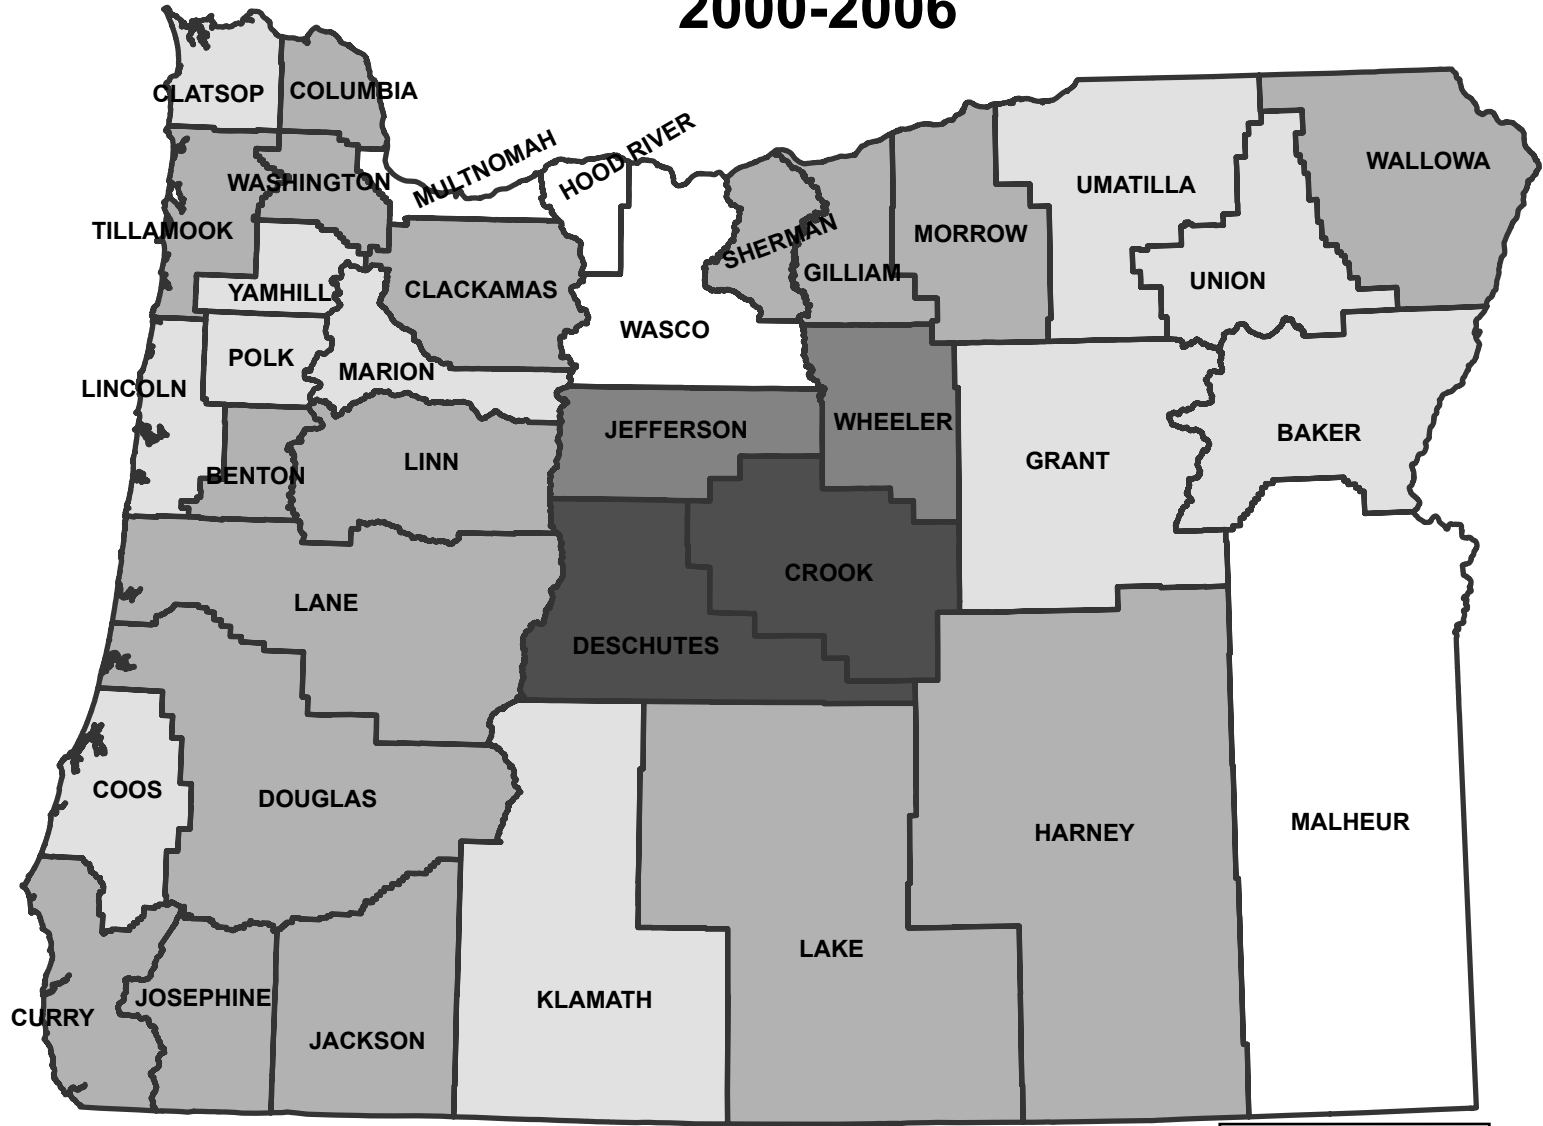 2000-2006
CLATSOP
COLUMBIA
MULTNOMAH
HOOD RIVER
WALLOWA
WASHINGTON
UMATILLA
TILLAMOOK
SHERMAN
MORROW
GILLIAM
UNION
YAMHILL
CLACKAMAS
WASCO
POLK
MARION
LINCOLN
JEFFERSON
WHEELER
BAKER
BENTON
LINN
GRANT
CROOK
LANE
DESCHUTES
COOS
DOUGLAS
HARNEY
MALHEUR
LAKE
KLAMATH
JOSEPHINE
CURRY
JACKSON